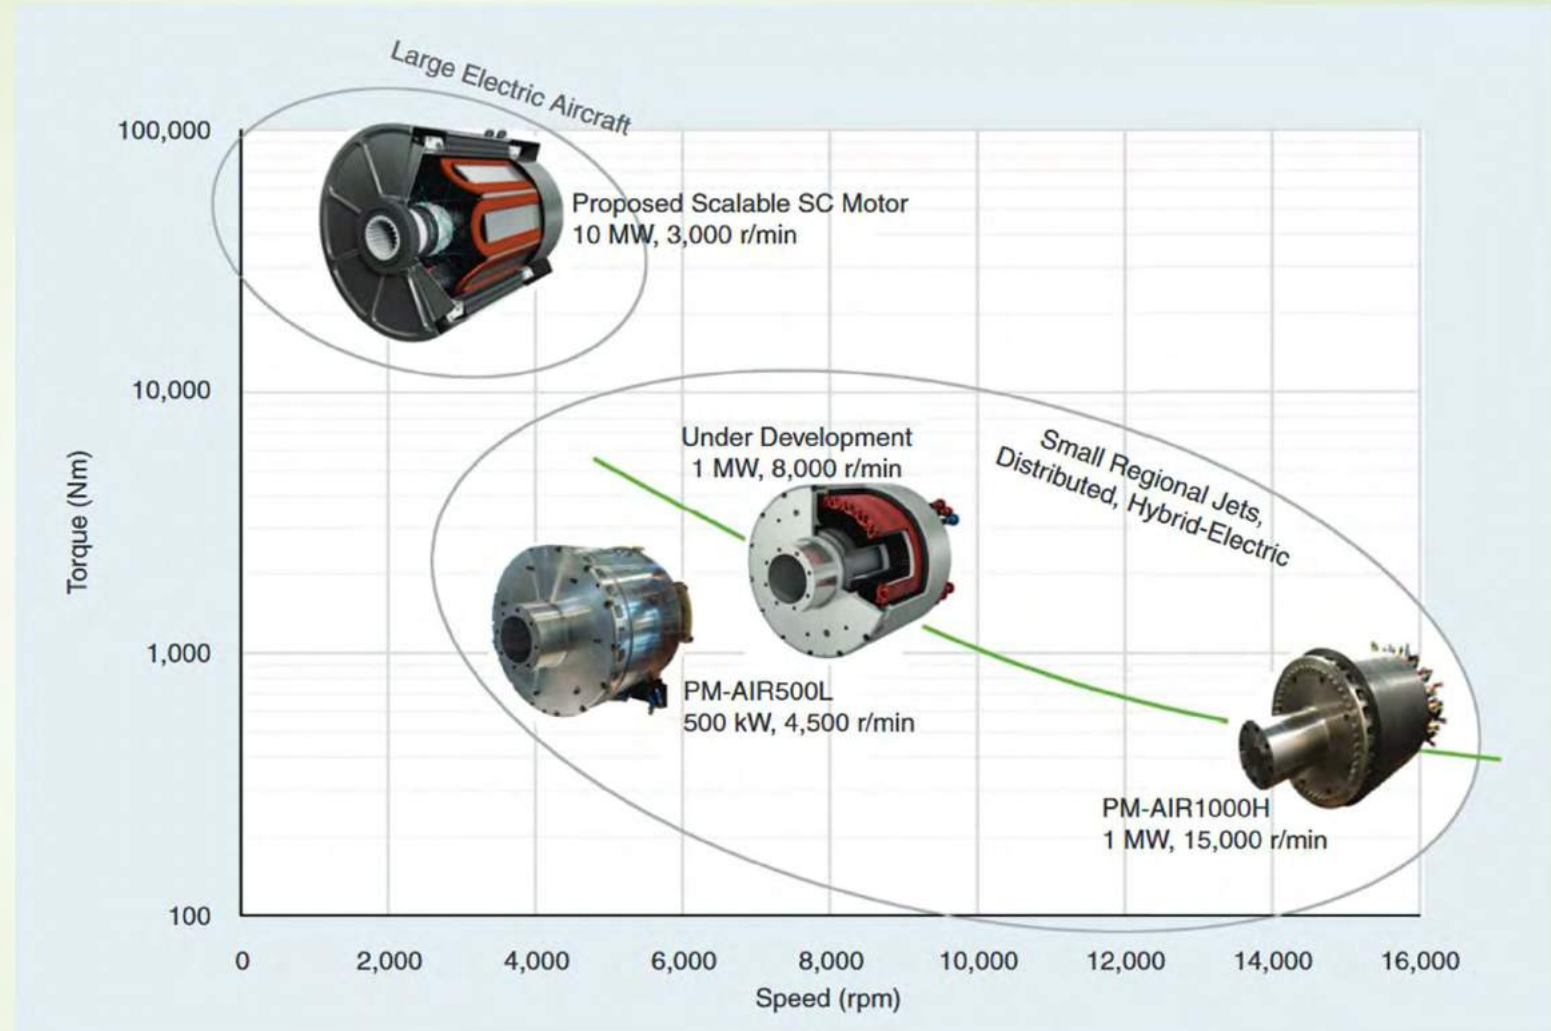 Large Electric Aircraft
100,000
Proposed Scalable SC Motor
10 MW, 3,000 r/min
10,000
Under Development
1 MW, 8,000 r/min
Small Regional Jets,
Distributed, Hybrid-Electric
Torque (Nm)
1,000
PM-AIR500L
500 kW, 4,500 r/min
PM-AIR1000H
1 MW, 15,000 r/min
100
0 2,000 4,000 6,000 8,000 10,000 12,000 14,000 16,000
Speed (rpm)